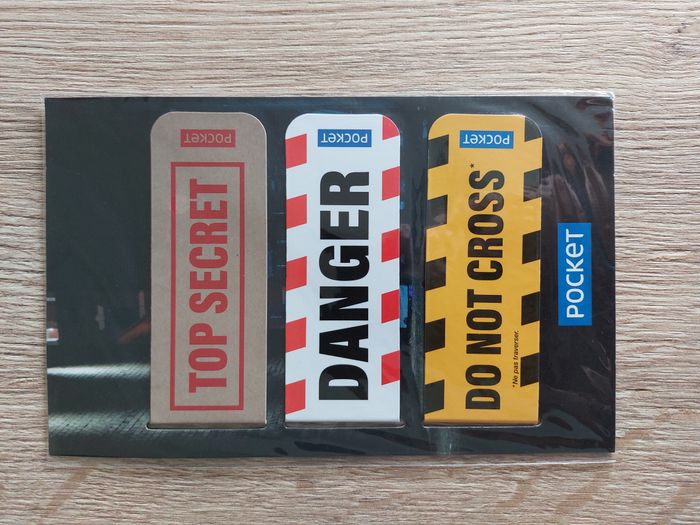 POCKET
TOP SECRET
POCKET
DANGER
POCKET
DO NOT CROSS*
*Ne pas traverser.
POCKET